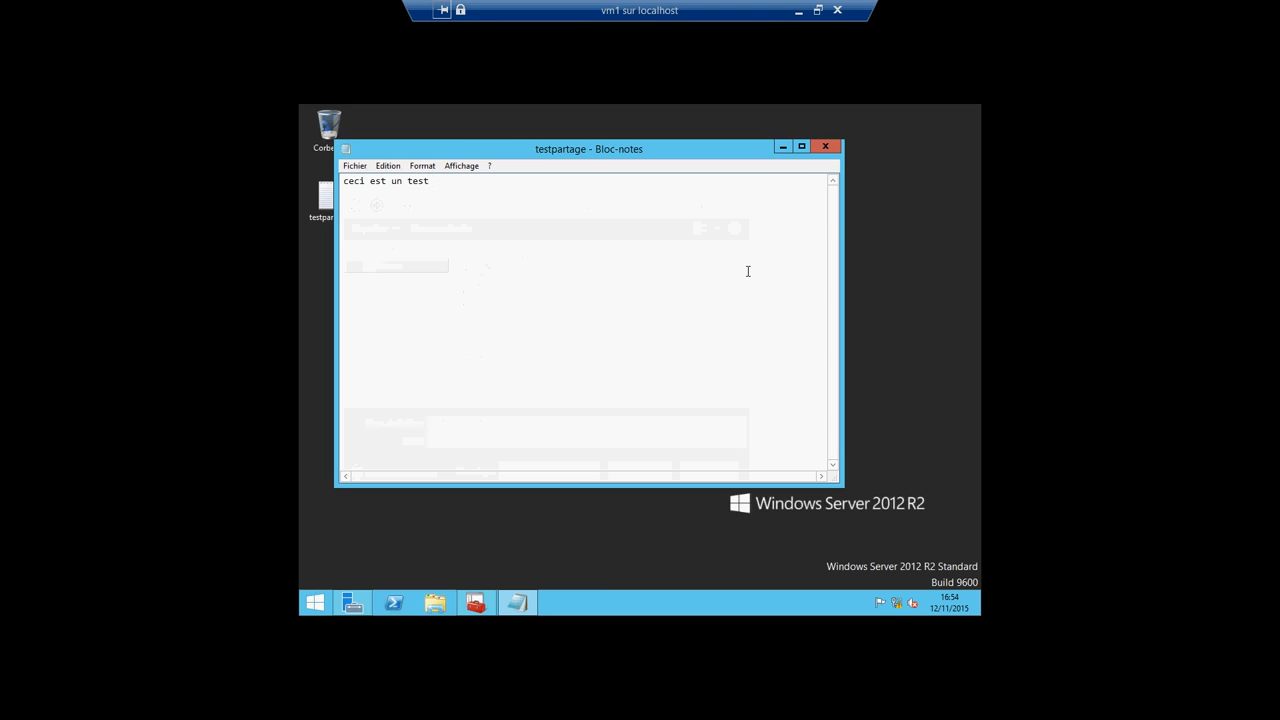 vm1 sur localhost
Corbe
testpar
testpartage - Bloc-notes
Fichier Edition Format Affichage ?
ceci est un test
Windows Server 2012 R2
Windows Server 2012 R2 Standard
Build 9600
16:54
12/11/2015